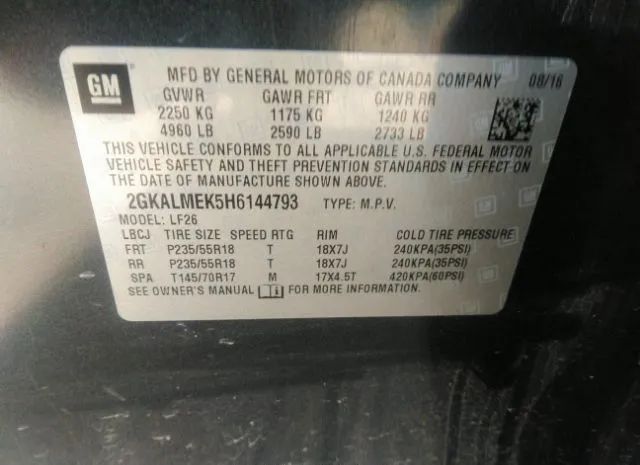 GM
MFD BY GENERAL MOTORS OF CANADA COMPANY 08/16
GVWR GAWR FRT GAWR RR
2250 KG 1175 KG 1240 KG
4960 LB 2590 LB 2733 LB
THIS VEHICLE CONFORMS TO ALL APPLICABLE U.S. FEDERAL MOTOR
VEHICLE SAFETY AND THEFT PREVENTION STANDARDS IN EFFECT ON
THE DATE OF MANUFACTURE SHOWN ABOVE.
2GKALMEK5H6144793 TYPE: M.P.V.
MODEL: LF26
LBCJ TIRE SIZE SPEED RTG RIM COLD TIRE PRESSURE
FRT P235/55R18 T 18X7J 240KPA(35PSI)
RR P235/55R18 T 18X7J 240KPA(35PSI)
SPA T145/70R17 M 17X4.5T 420KPA(60PSI)
SEE OWNER'S MANUAL FOR MORE INFORMATION.